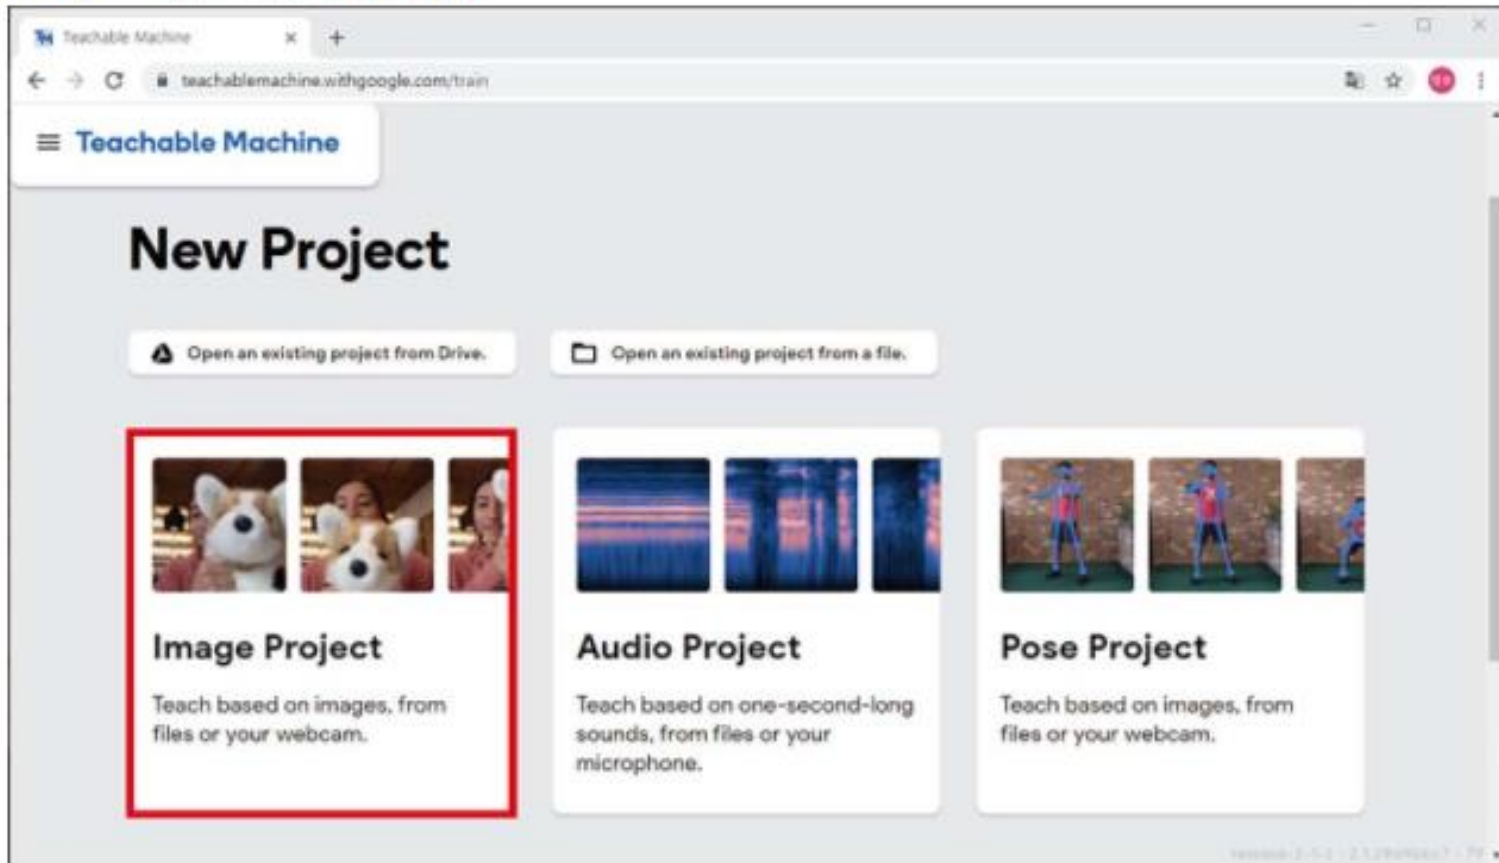 Teachable Machine
teachablemachine.withgoogle.com/train
Teachable Machine
New Project
Open an existing project from Drive.
Open an existing project from a file.
Image Project
Teach based on images, from
files or your webcam.
Audio Project
Teach based on one-second-long
sounds, from files or your
microphone.
Pose Project
Teach based on images, from
files or your webcam.